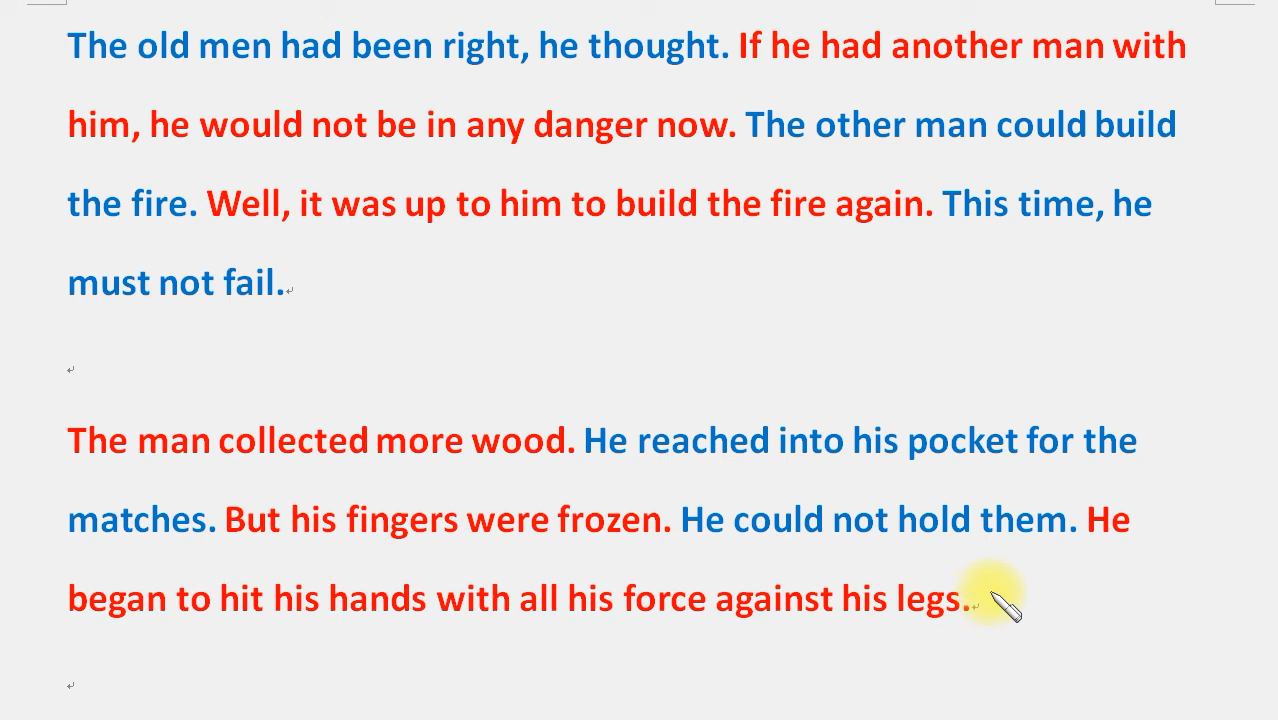 The old men had been right, he thought. If he had another man with
him, he would not be in any danger now. The other man could build
the fire. Well, it was up to him to build the fire again. This time, he
must not fail.
The man collected more wood. He reached into his pocket for the
matches. But his fingers were frozen. He could not hold them. He
began to hit his hands with all his force against his legs.